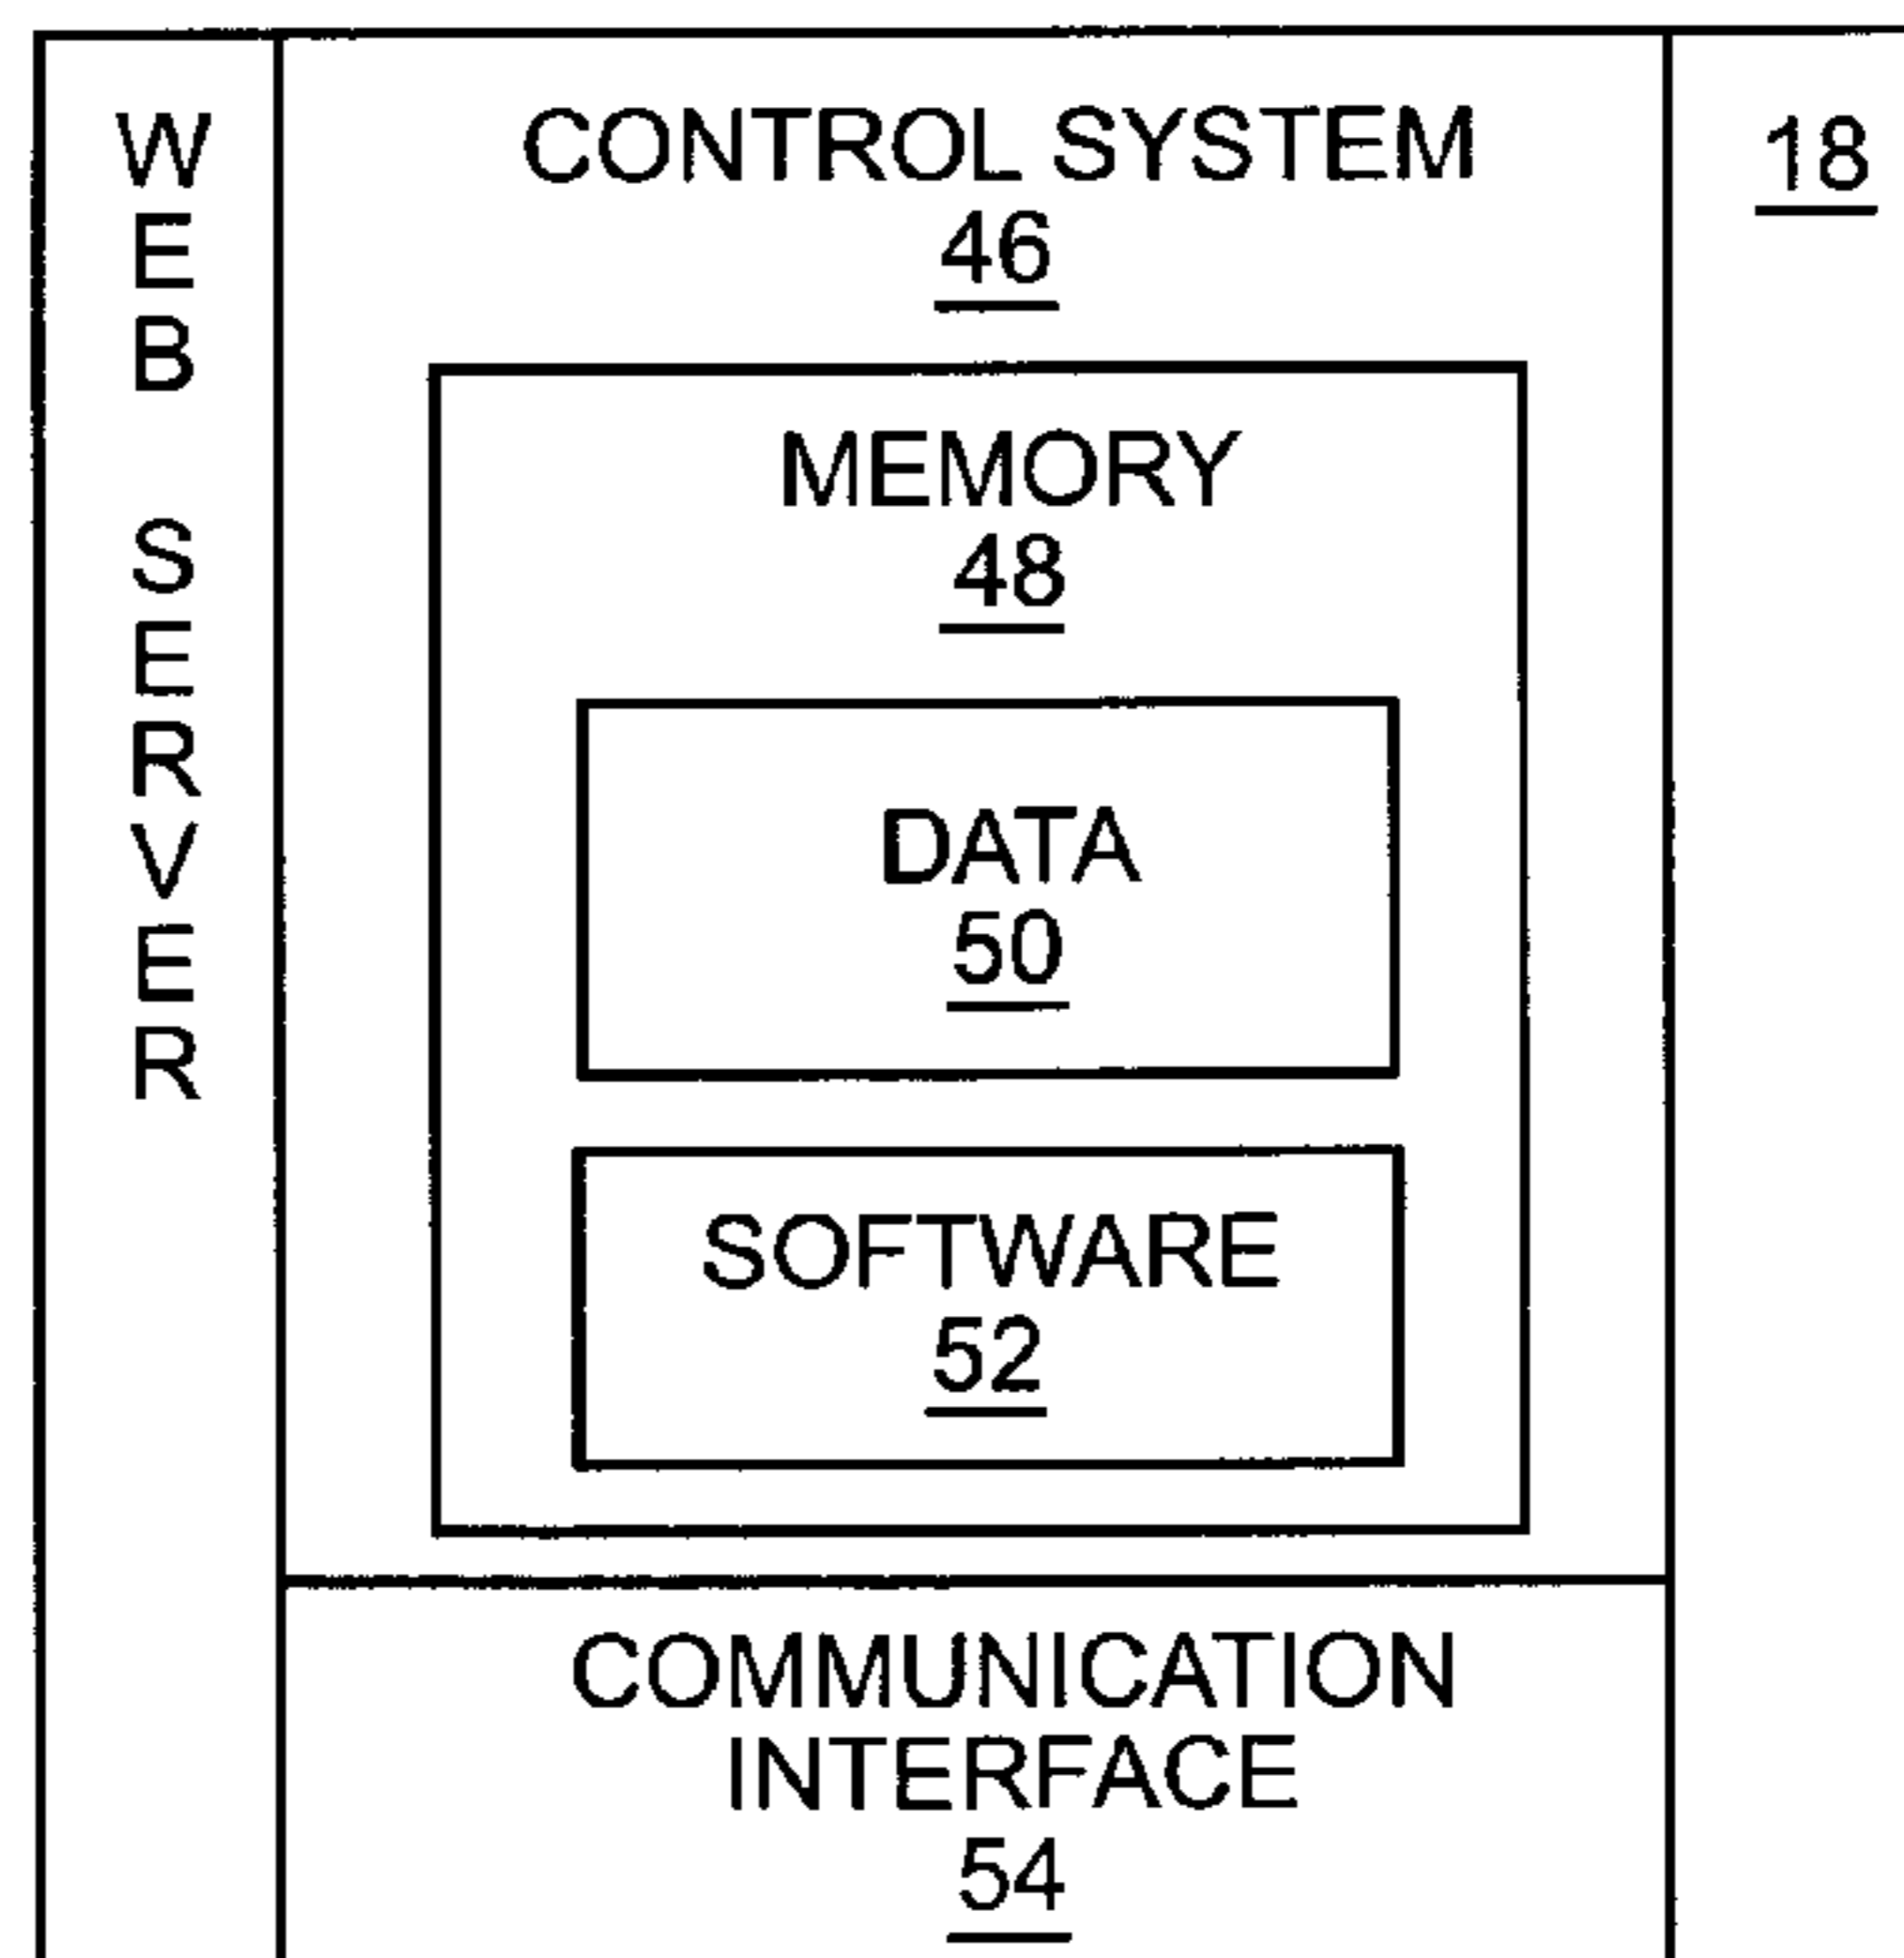 WEB SERVER
CONTROL SYSTEM
46
18
MEMORY
48
DATA
50
SOFTWARE
52
COMMUNICATION
INTERFACE
54